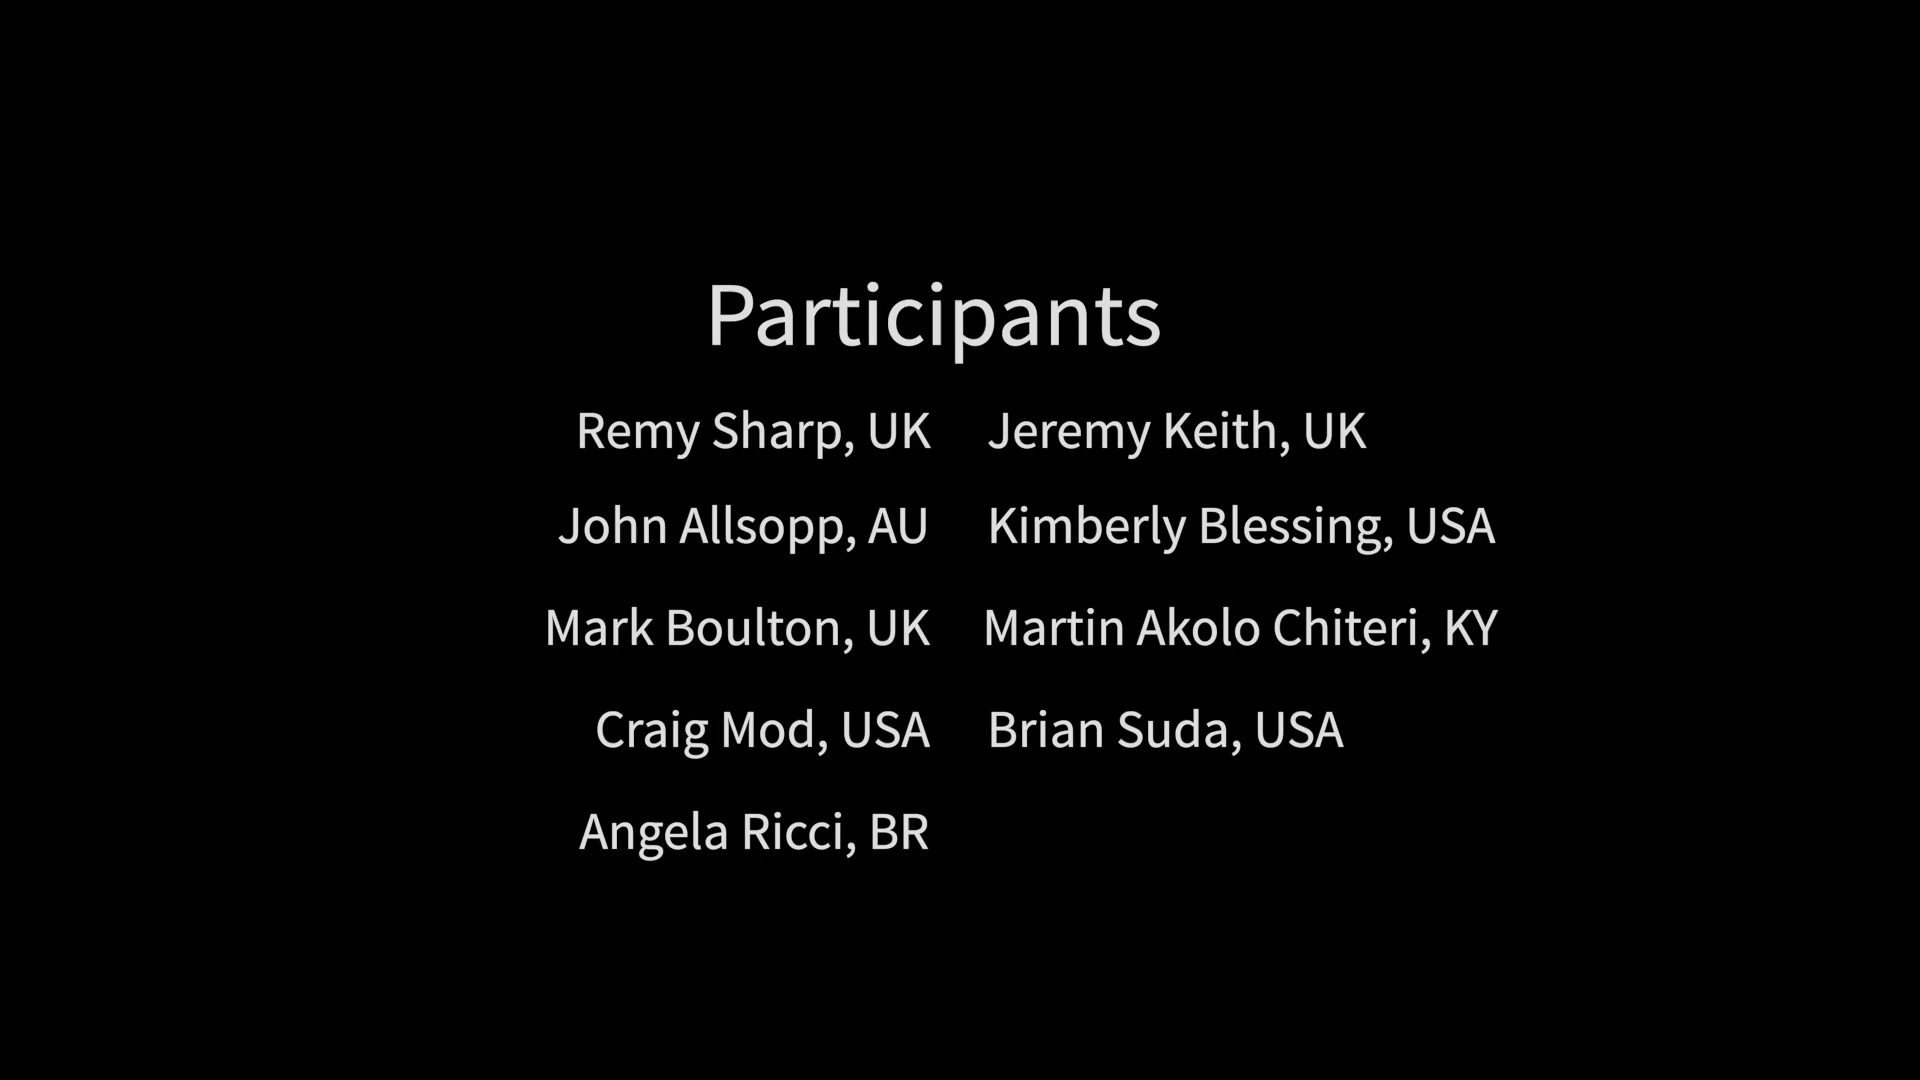 Participants
Remy Sharp, UK Jeremy Keith, UK
John Allsopp, AU Kimberly Blessing, USA
Mark Boulton, UK Martin Akolo Chiteri, KY
Craig Mod, USA Brian Suda, USA
Angela Ricci, BR